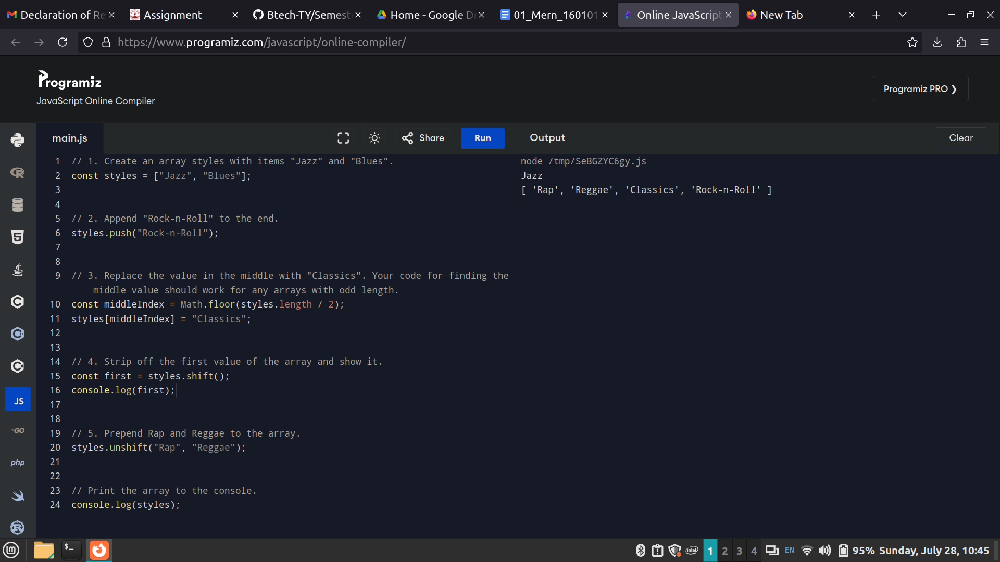 Declaration of Re
Assignment
Btech-TY/Semest
Home - Google Dr
01_Mern_160101
Online JavaScript
New Tab
https://www.programiz.com/javascript/online-compiler/
Programiz
JavaScript Online Compiler
Programiz PRO ❯
main.js
Share
Run
Output
Clear
1 // 1. Create an array styles with items "Jazz" and "Blues".
2 const styles = ["Jazz", "Blues"];
3
4
5 // 2. Append "Rock-n-Roll" to the end.
6 styles.push("Rock-n-Roll");
7
8
9 // 3. Replace the value in the middle with "Classics". Your code for finding the
middle value should work for any arrays with odd length.
10 const middleIndex = Math.floor(styles.length / 2);
11 styles[middleIndex] = "Classics";
12
13
14 // 4. Strip off the first value of the array and show it.
15 const first = styles.shift();
16 console.log(first);
17
18
19 // 5. Prepend Rap and Reggae to the array.
20 styles.unshift("Rap", "Reggae");
21
22
23 // Print the array to the console.
24 console.log(styles);
node /tmp/SeBGZYC6gy.js
Jazz
[ 'Rap', 'Reggae', 'Classics', 'Rock-n-Roll' ]
R
5
C
C
C
JS
GO
php
R
$_
intel
1 2 3 4
EN
95% Sunday, July 28, 10:45